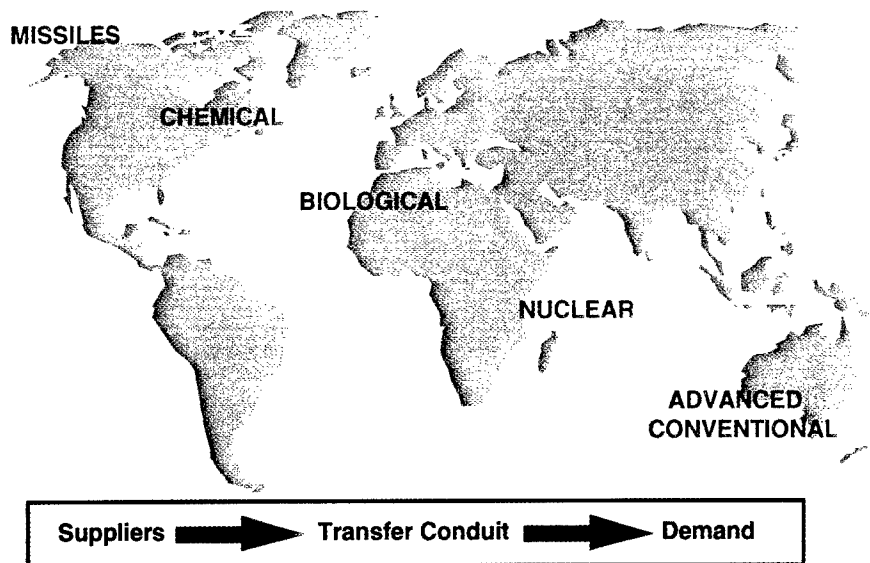 MISSILES
CHEMICAL
BIOLOGICAL
NUCLEAR
ADVANCED
CONVENTIONAL
Suppliers Transfer Conduit Demand